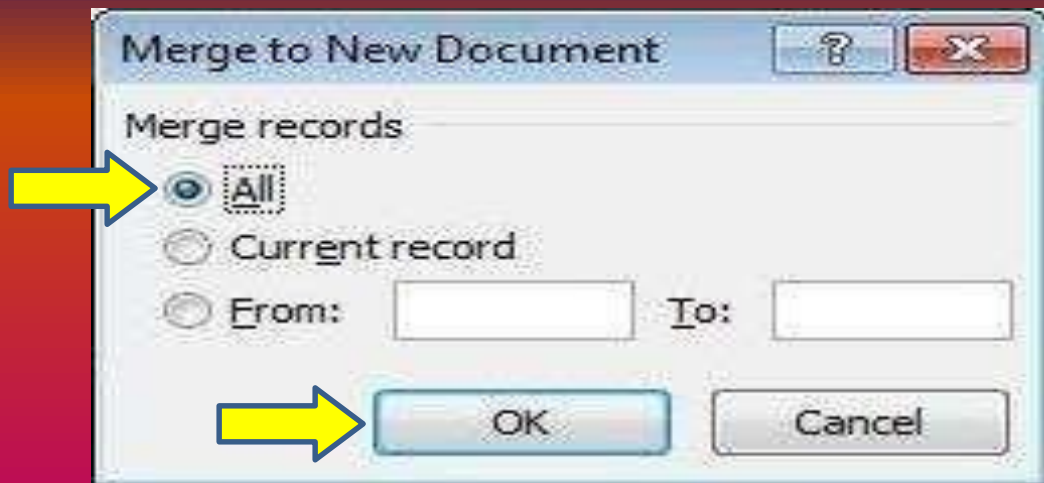 Merge to New Document ?
Merge records
All
Current record
From: To:
OK Cancel